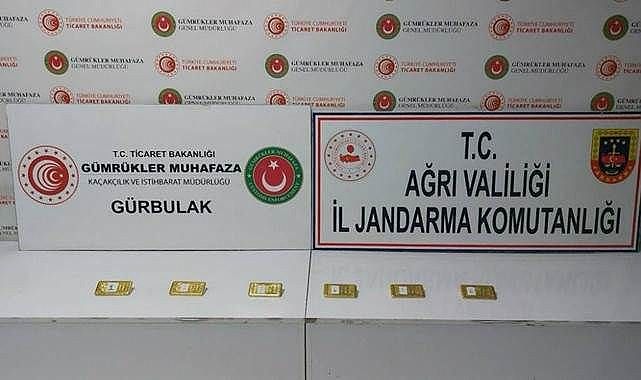 GÜMRÜKLER MUHAFAZA
GENEL MÜDÜRLÜĞÜ
TÜRKİYE CUMHURİYETİ
TİCARET BAKANLIĞI
T.C. TİCARET BAKANLIĞI
GÜMRÜKLER MUHAFAZA
KAÇAKÇILIK VE İSTİHBARAT MÜDÜRLÜĞÜ
GÜRBULAK
T.C.
AĞRI VALİLİĞİ
İL JANDARMA KOMUTANLIĞI